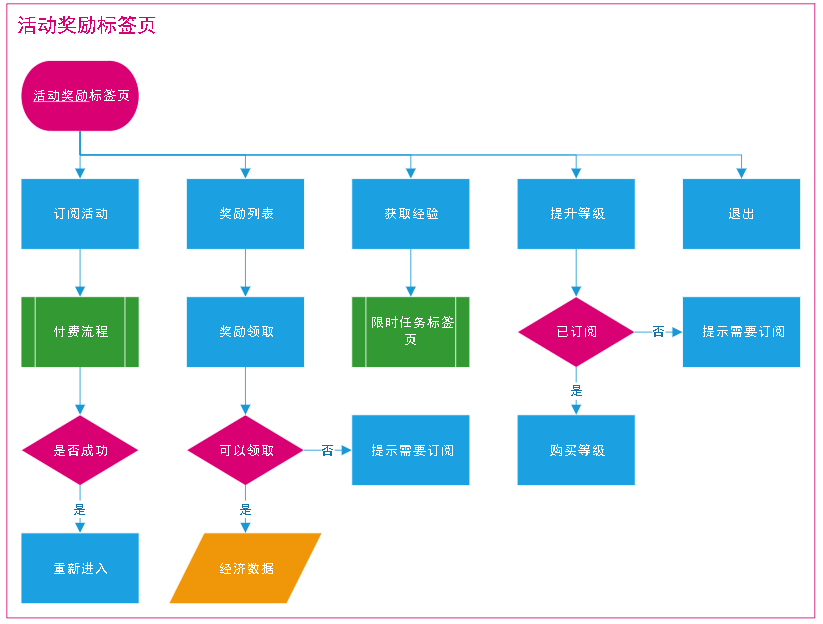 活动奖励标签页
活动奖励标签页
订阅活动
奖励列表
获取经验
提升等级
退出
付费流程
奖励领取
限时任务标签
页
已订阅
否
提示需要订阅
是
是否成功
可以领取
否
提示需要订阅
购买等级
是
是
重新进入
经济数据